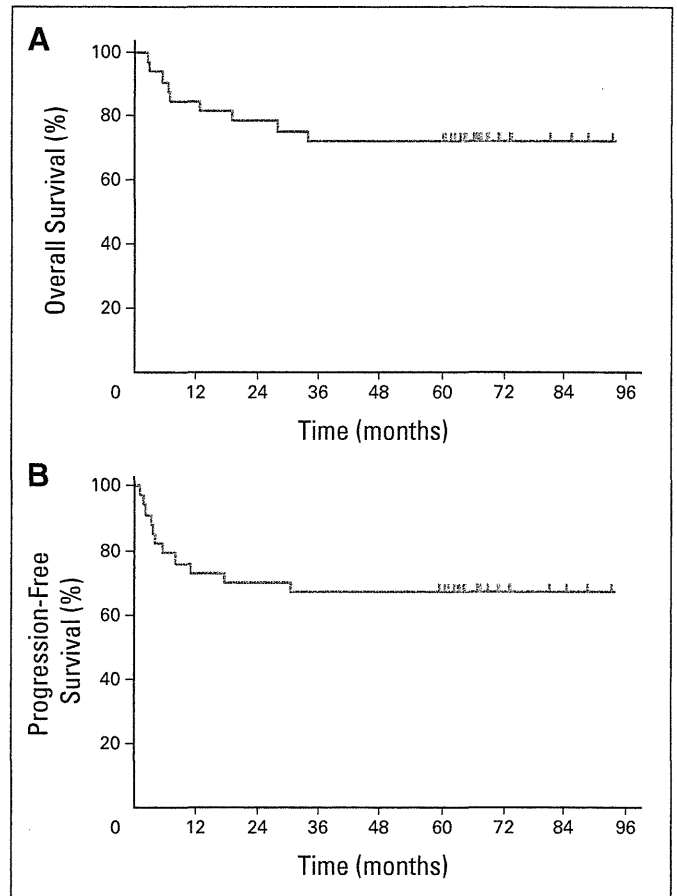 A
Overall Survival (%)
100
80
60
40
20
0 12 24 36 48 60 72 84 96
Time (months)
B
Progression-Free
Survival (%)
100
80
60
40
20
0 12 24 36 48 60 72 84 96
Time (months)